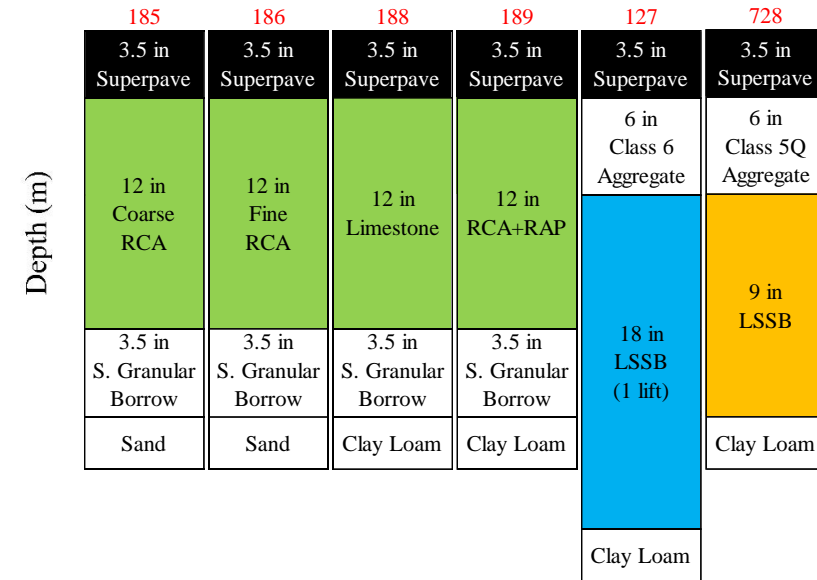 185
186
188
189
127
728
3.5 in
Superpave
3.5 in
Superpave
3.5 in
Superpave
3.5 in
Superpave
3.5 in
Superpave
3.5 in
Superpave
Depth (m)
12 in
Coarse
RCA
12 in
Fine
RCA
12 in
Limestone
12 in
RCA+RAP
6 in
Class 6
Aggregate
6 in
Class 5Q
Aggregate
18 in
LSSB
(1 lift)
9 in
LSSB
3.5 in
S. Granular
Borrow
3.5 in
S. Granular
Borrow
3.5 in
S. Granular
Borrow
3.5 in
S. Granular
Borrow
Sand
Sand
Clay Loam
Clay Loam
Clay Loam
Clay Loam